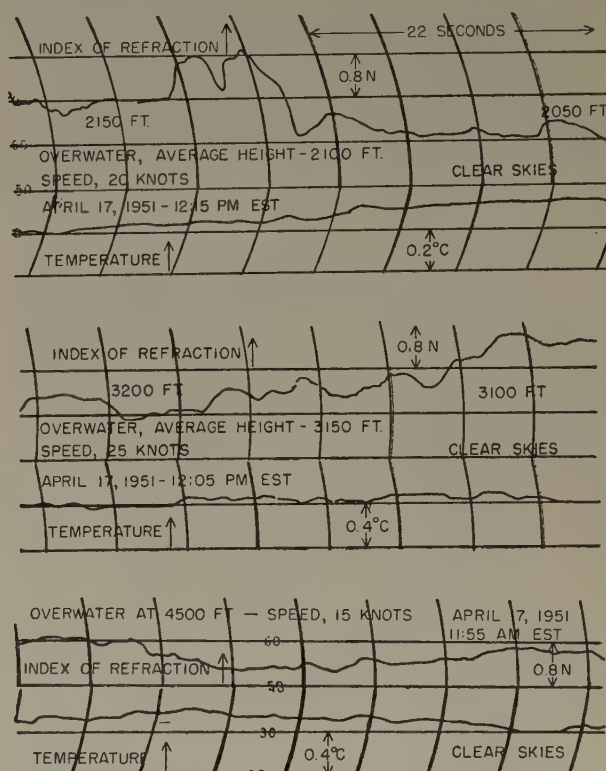 INDEX OF REFRACTION
22 SECONDS
0.8 N
2150 FT.
2050 FT
60
OVERWATER, AVERAGE HEIGHT - 2100 FT.
SPEED, 20 KNOTS
CLEAR SKIES
50
APRIL 17, 1951 - 12:15 PM EST
TEMPERATURE
0.2°C
INDEX OF REFRACTION
0.8 N
3200 FT
3100 FT
OVERWATER, AVERAGE HEIGHT - 3150 FT.
SPEED, 25 KNOTS
CLEAR SKIES
APRIL 17, 1951 - 12:05 PM EST
TEMPERATURE
0.4°C
OVERWATER AT 4500 FT — SPEED, 15 KNOTS
APRIL 7, 1951
60
11:55 AM EST
INDEX OF REFRACTION
0.8N
50
30
TEMPERATURE
0.4°C
CLEAR SKIES